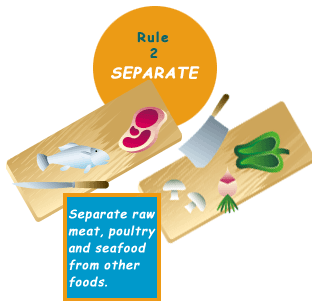 Rule
2
SEPARATE
Separate raw
meat, poultry
and seafood
from other
foods.